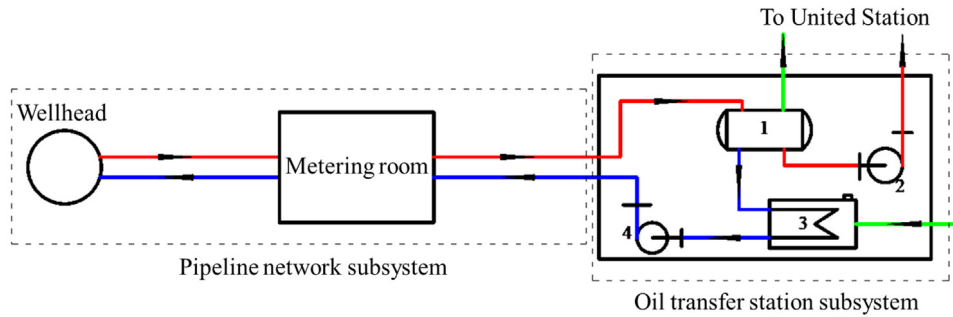 To United Station
Wellhead
Metering room
1
2
3
4
Pipeline network subsystem
Oil transfer station subsystem